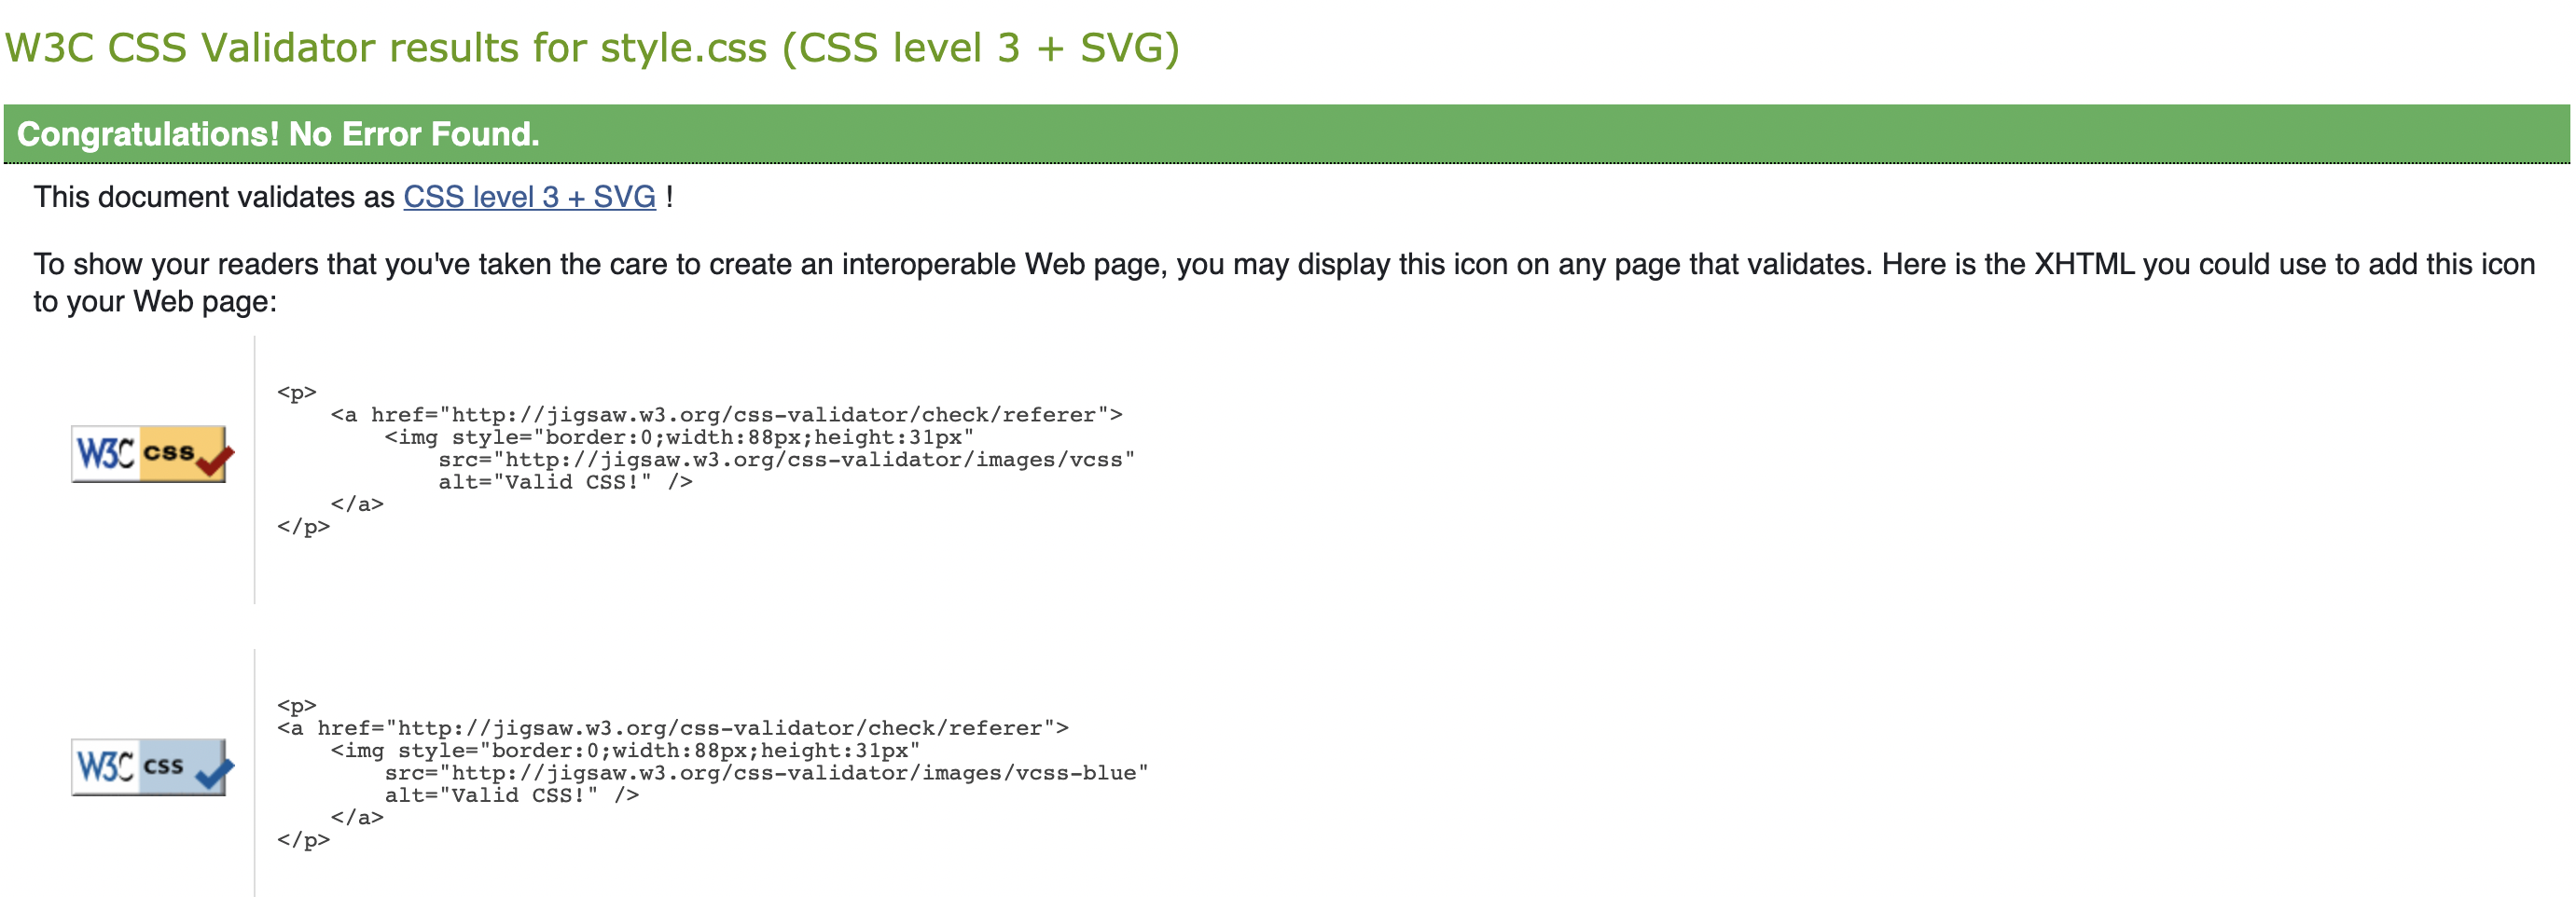 W3C CSS Validator results for style.css (CSS level 3 + SVG)
Congratulations! No Error Found.
This document validates as CSS level 3 + SVG !
To show your readers that you've taken the care to create an interoperable Web page, you may display this icon on any page that validates. Here is the XHTML you could use to add this icon
to your Web page:
<p>
    <a href="http://jigsaw.w3.org/css-validator/check/referer">
        <img style="border:0;width:88px;height:31px"
W3C css
            src="http://jigsaw.w3.org/css-validator/images/vcss"
            alt="Valid CSS!" />
    </a>
</p>
<p>
<a href="http://jigsaw.w3.org/css-validator/check/referer">
    <img style="border:0;width:88px;height:31px"
W3C css
        src="http://jigsaw.w3.org/css-validator/images/vcss-blue"
        alt="Valid CSS!" />
    </a>
</p>